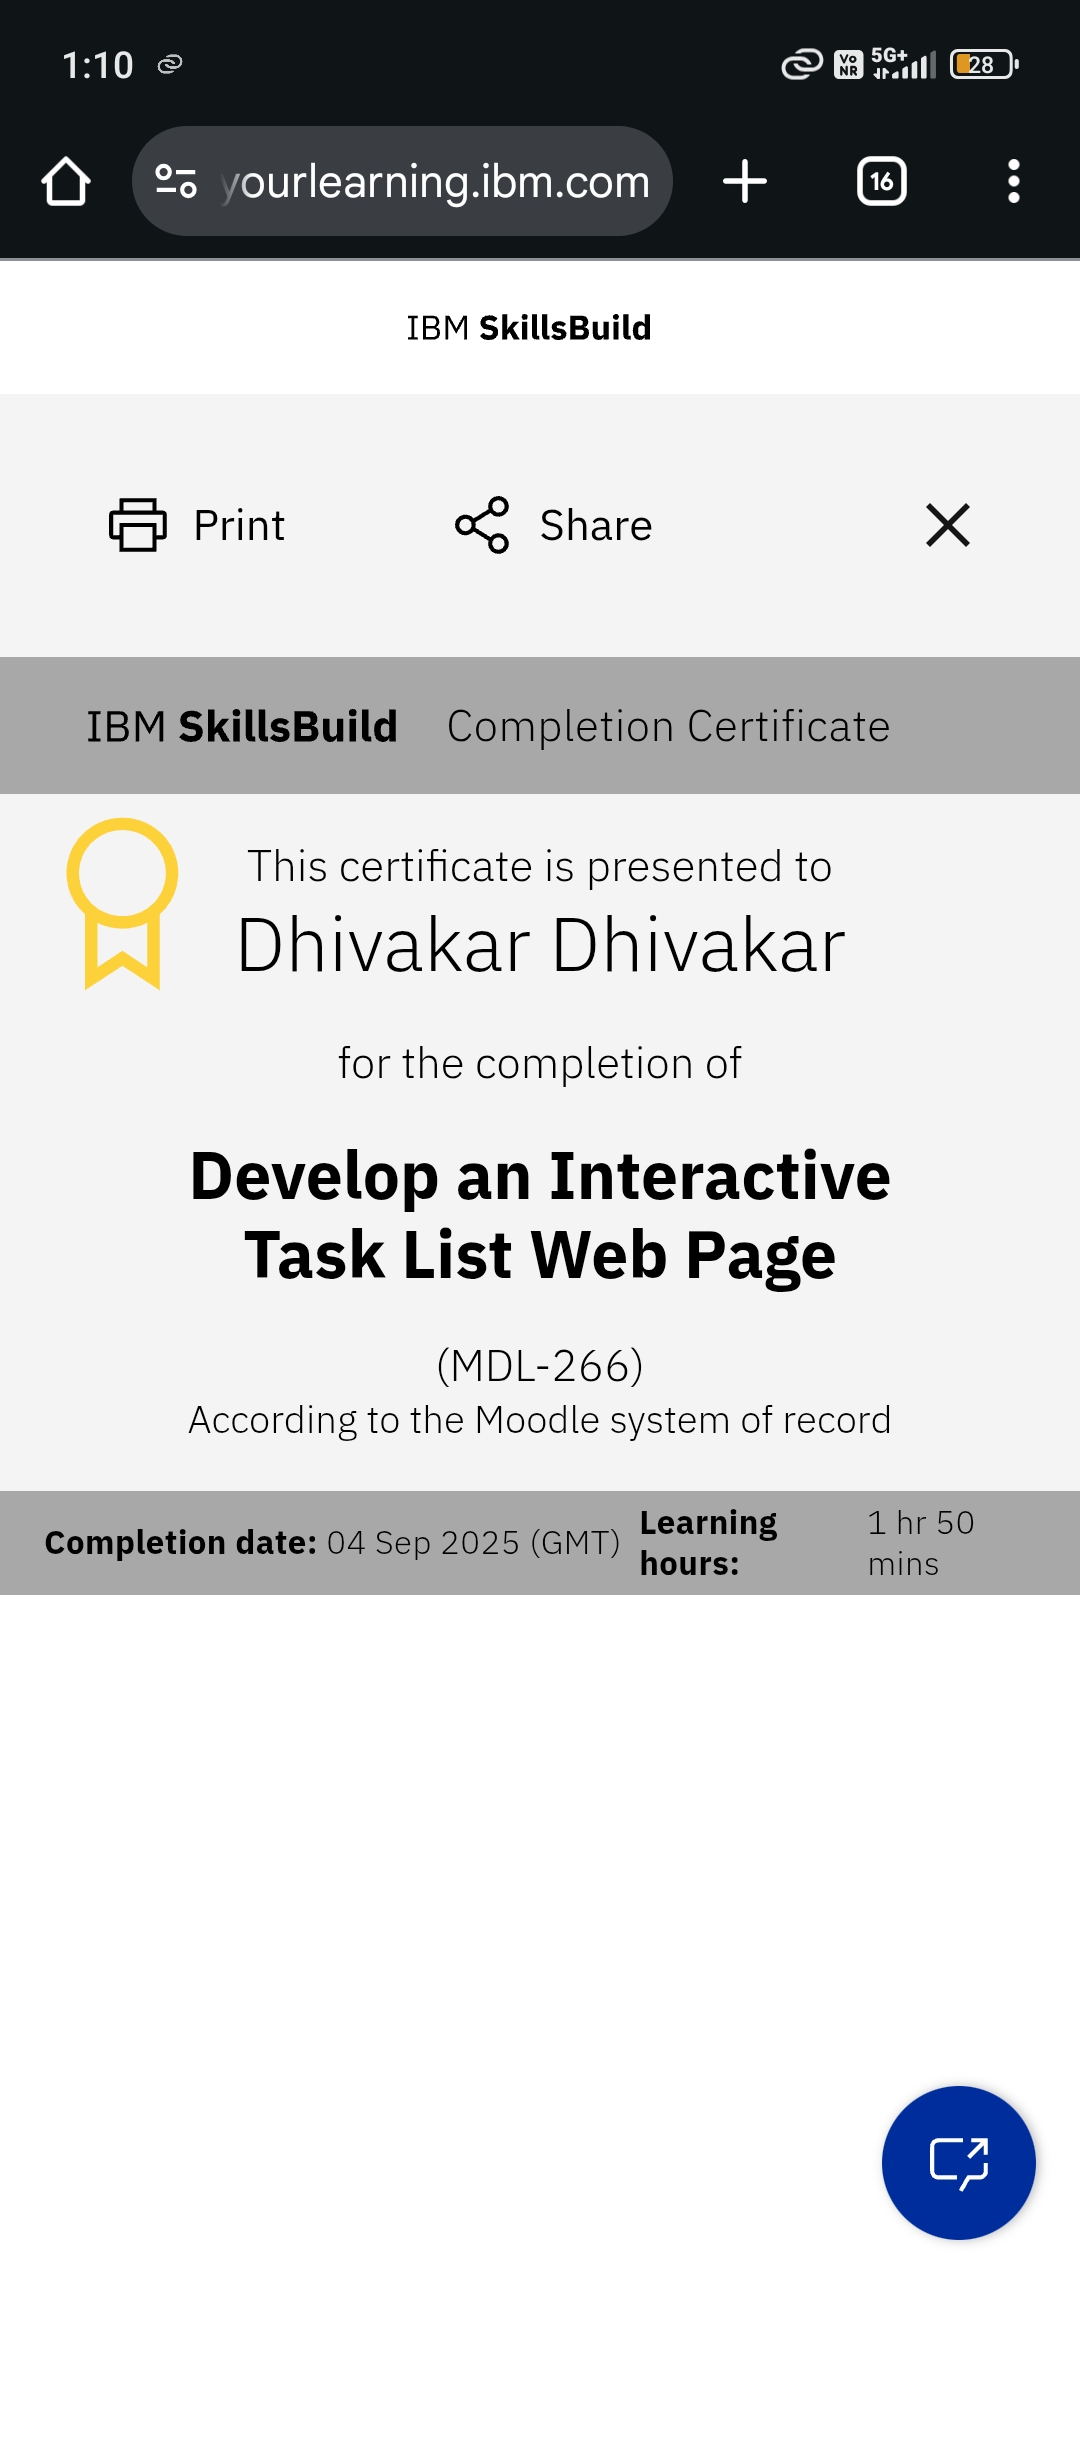 1:10
Vo
NR
5G+
28
yourlearning.ibm.com
16
IBM SkillsBuild
Print
Share
IBM SkillsBuild Completion Certificate
This certificate is presented to
Dhivakar Dhivakar
for the completion of
Develop an Interactive
Task List Web Page
(MDL-266)
According to the Moodle system of record
Completion date: 04 Sep 2025 (GMT)
Learning
hours:
1 hr 50
mins